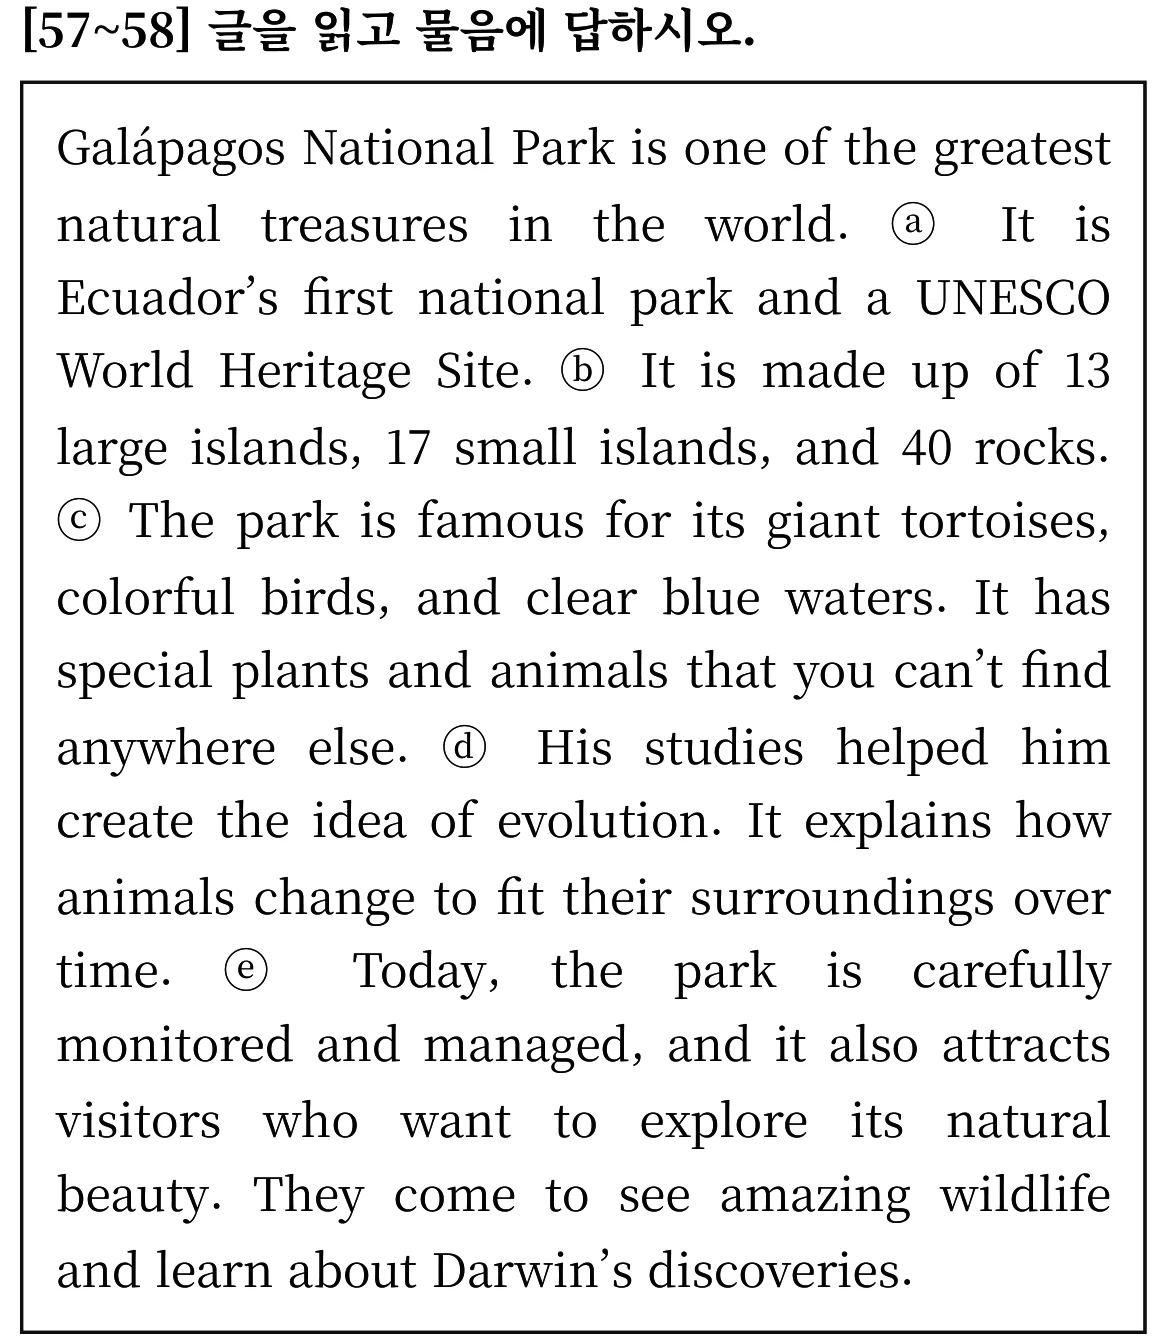 [57~58] 글을 읽고 물음에 답하시오.
Galápagos National Park is one of the greatest
natural treasures in the world. ⓐ It is
Ecuador’s first national park and a UNESCO
World Heritage Site. ⓑ It is made up of 13
large islands, 17 small islands, and 40 rocks.
ⓒ The park is famous for its giant tortoises,
colorful birds, and clear blue waters. It has
special plants and animals that you can’t find
anywhere else. ⓓ His studies helped him
create the idea of evolution. It explains how
animals change to fit their surroundings over
time. ⓔ Today, the park is carefully
monitored and managed, and it also attracts
visitors who want to explore its natural
beauty. They come to see amazing wildlife
and learn about Darwin’s discoveries.